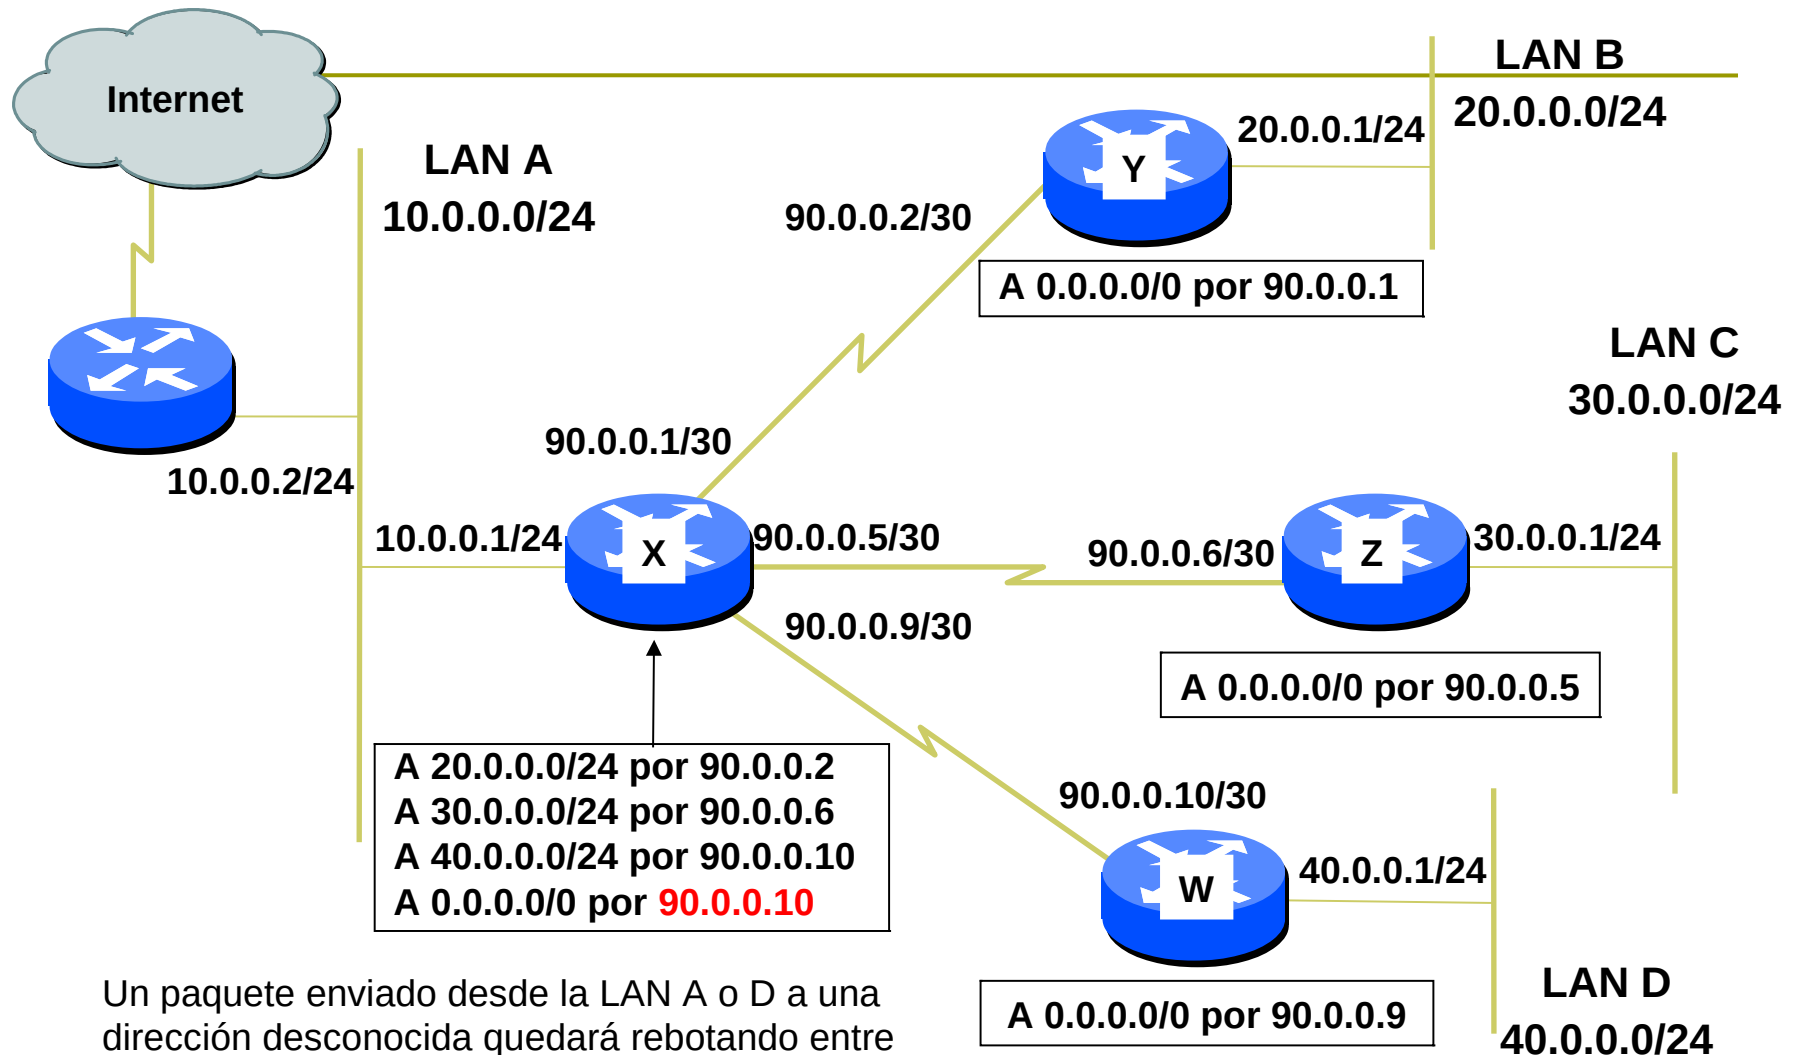 Internet
LAN A
10.0.0.0/24
LAN B
20.0.0.0/24
20.0.0.1/24
Y
90.0.0.2/30
A 0.0.0.0/0 por 90.0.0.1
LAN C
30.0.0.0/24
90.0.0.1/30
10.0.0.2/24
10.0.0.1/24
X
90.0.0.5/30
90.0.0.6/30
Z
30.0.0.1/24
90.0.0.9/30
A 0.0.0.0/0 por 90.0.0.5
A 20.0.0.0/24 por 90.0.0.2
A 30.0.0.0/24 por 90.0.0.6
A 40.0.0.0/24 por 90.0.0.10
A 0.0.0.0/0 por 90.0.0.10
90.0.0.10/30
W
40.0.0.1/24
LAN D
40.0.0.0/24
A 0.0.0.0/0 por 90.0.0.9
Un paquete enviado desde la LAN A o D a una
dirección desconocida quedará rebotando entre